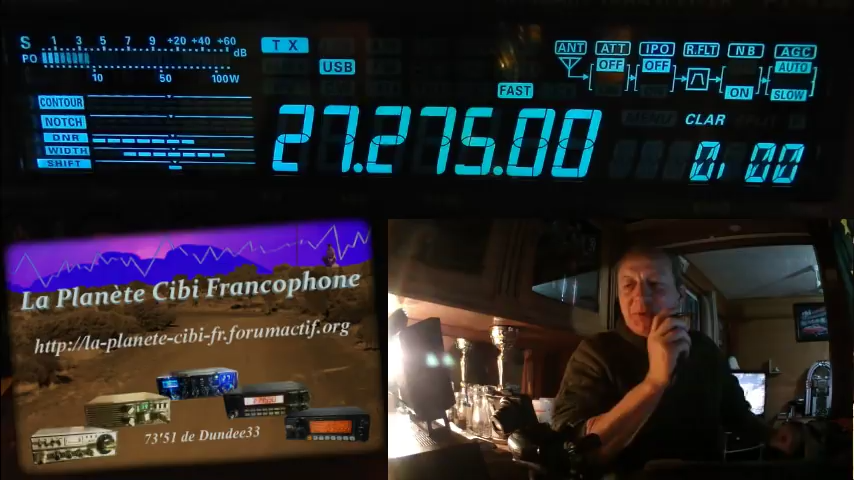 S 1 3 5 7 9 +20 +40 +60 dB
PO 10 50 100W
TX
USB
FAST
ANT ATT IPO R.FLT NB AGC
OFF OFF AUTO
ON SLOW
CONTOUR
NOTCH
DNR
WIDTH
SHIFT
MENU CLAR SPLIT
27.275.00
0. 00
La Planète Cibi Francophone
http://la-planete-cibi-fr.forumactif.org
73'51 de Dundee33